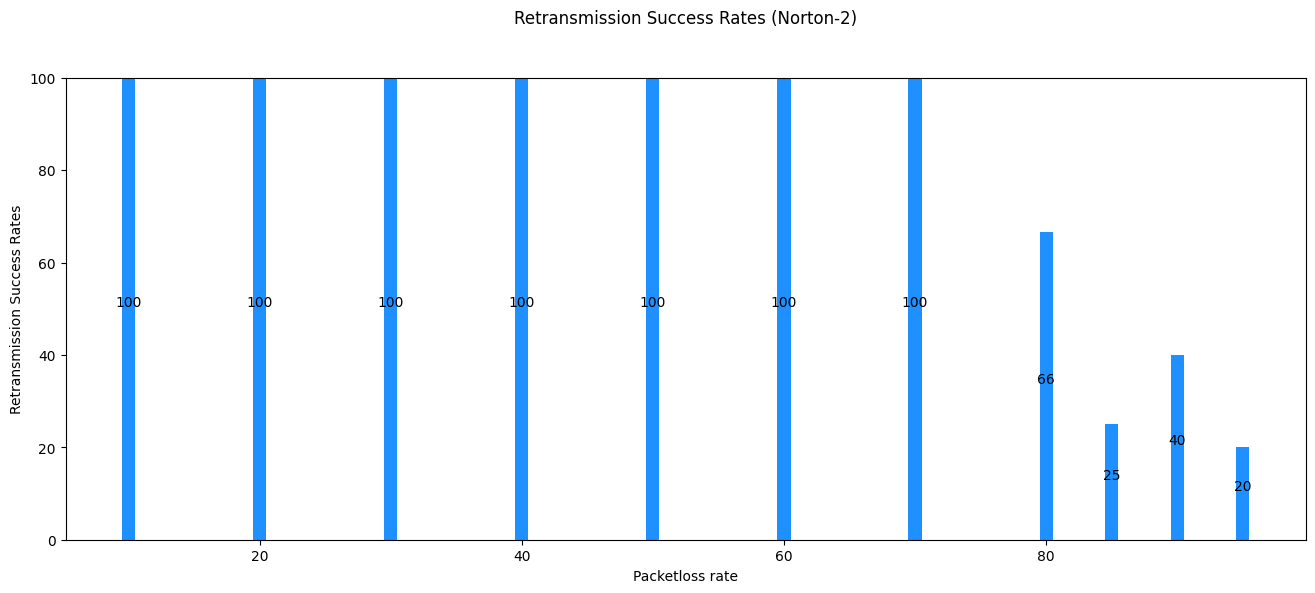 Retransmission Success Rates (Norton-2)
100
80
60
40
20
0
Retransmission Success Rates
100 100 100 100 100 100 100
66
25
40
20
20 40 60 80
Packetloss rate